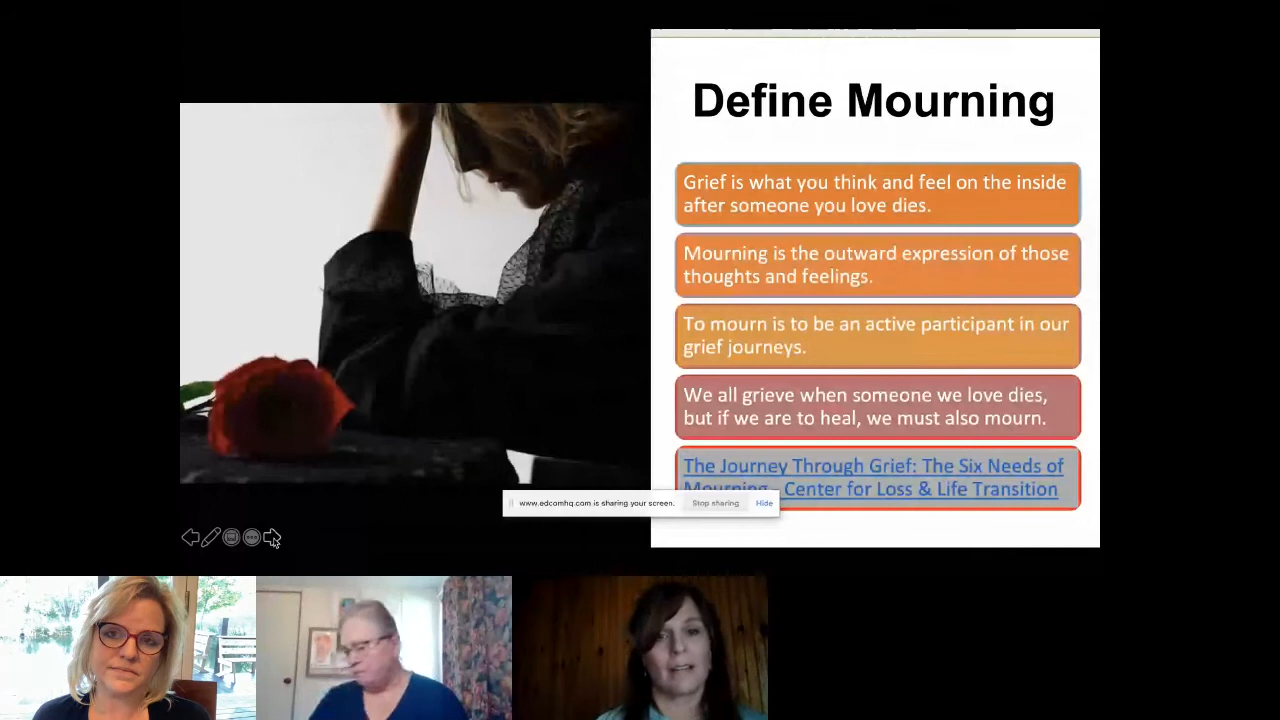 Define Mourning
Grief is what you think and feel on the inside
after someone you love dies.
Mourning is the outward expression of those
thoughts and feelings.
To mourn is to be an active participant in our
grief journeys.
We all grieve when someone we love dies,
but if we are to heal, we must also mourn.
The Journey Through Grief: The Six Needs of
Mourning - Center for Loss & Life Transition
www.edcomhq.com is sharing your screen. Stop sharing Hide